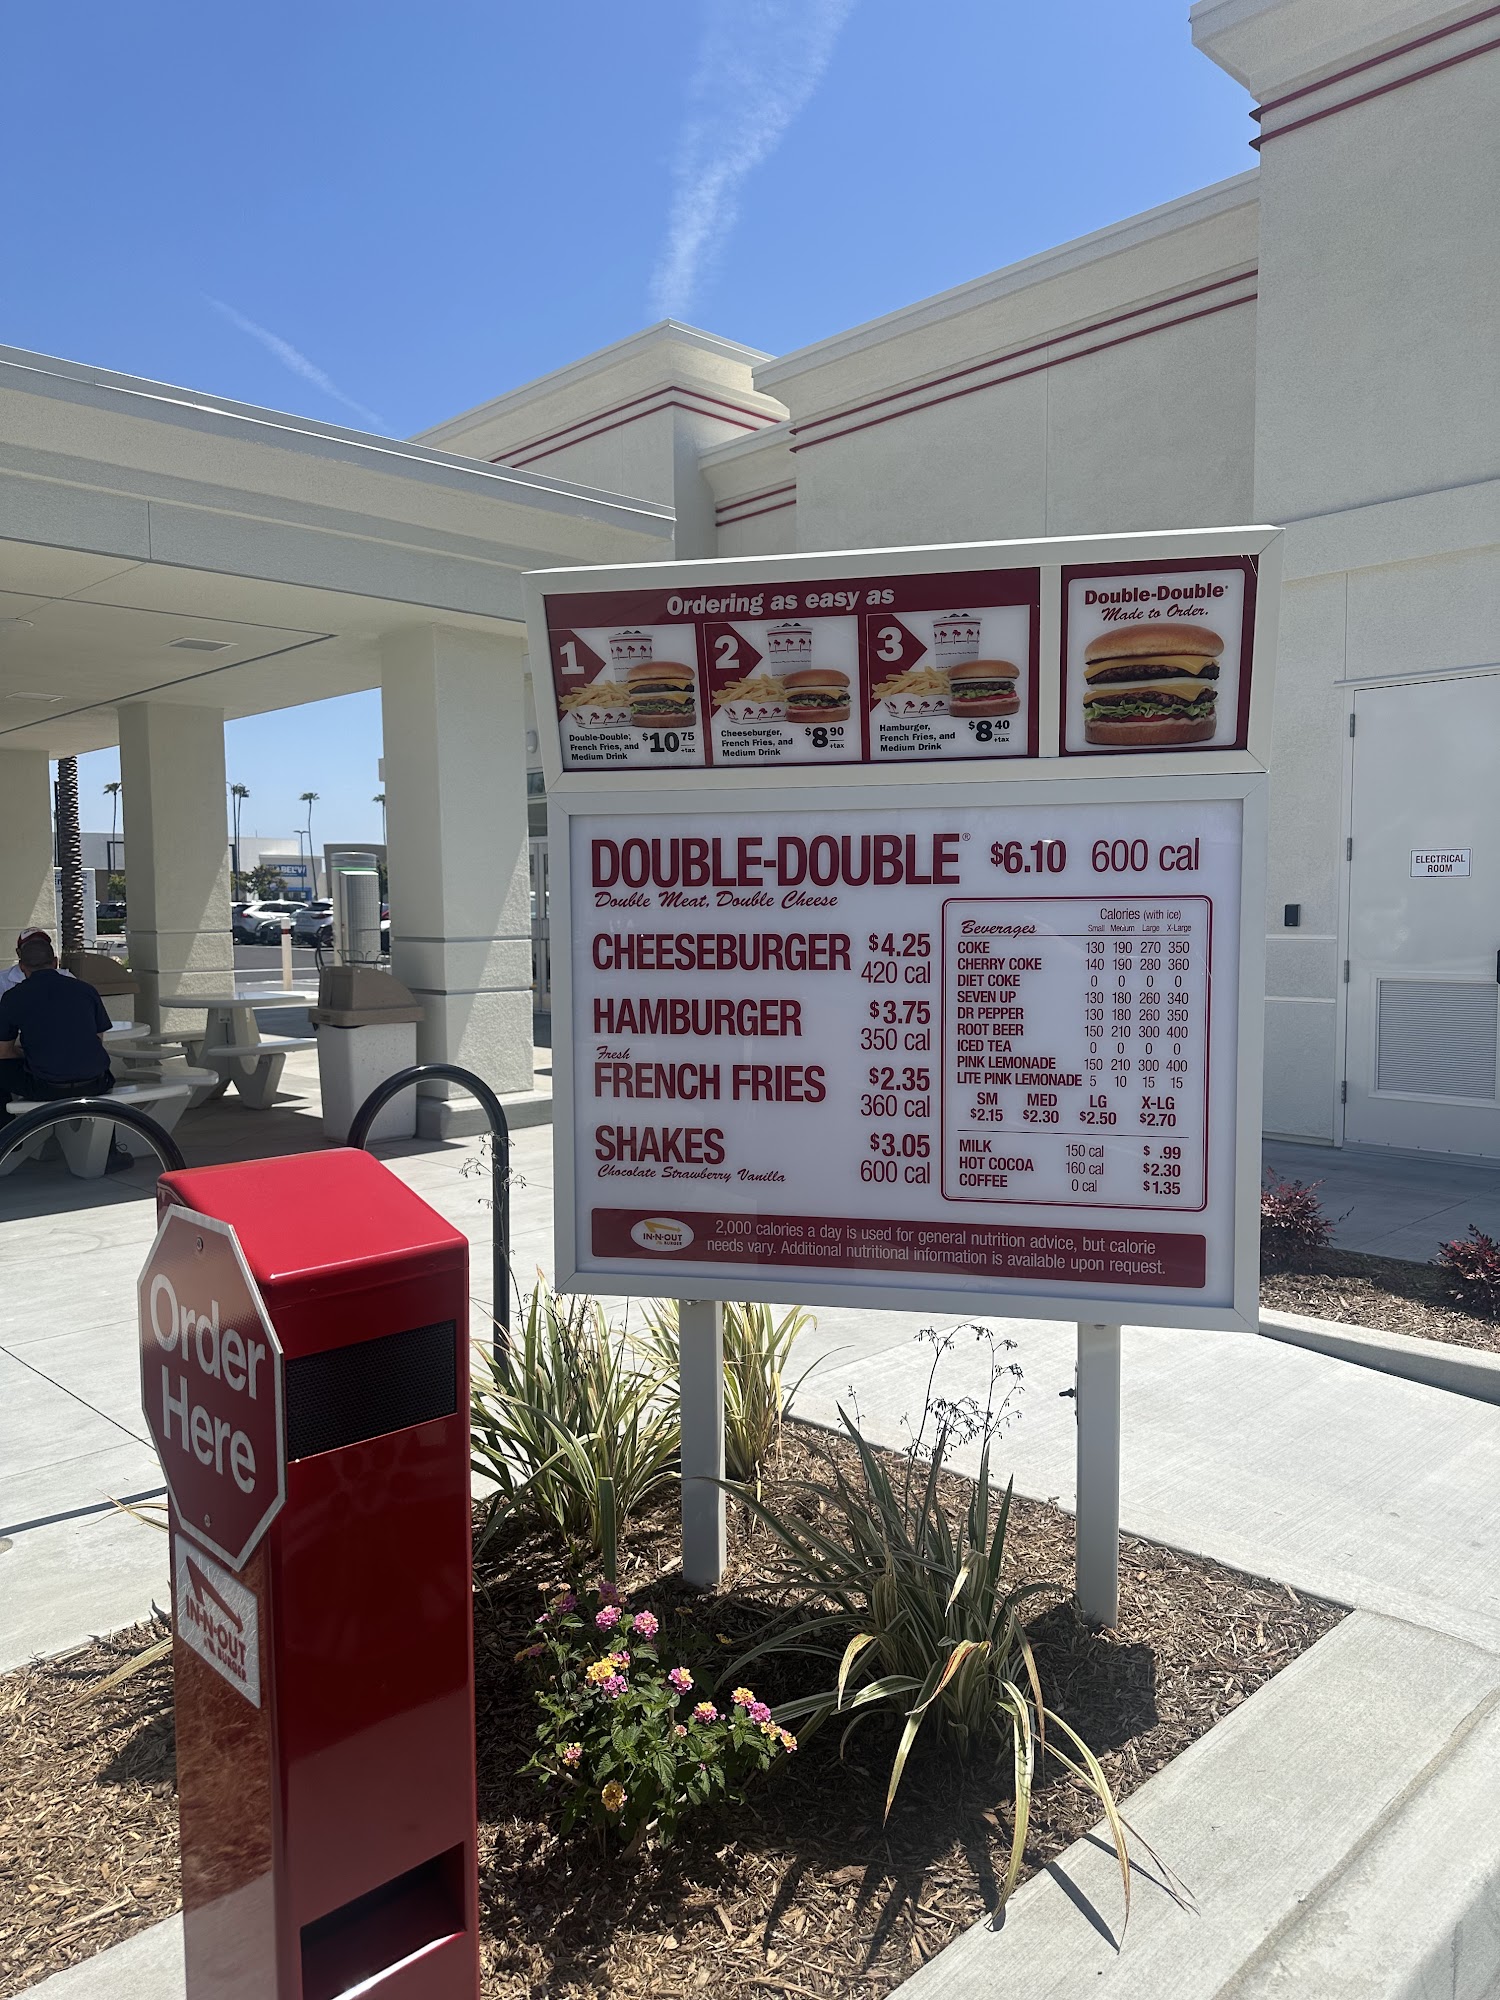 Ordering as easy as
1
Double-Double,
French Fries, and
Medium Drink
$10 75
+tax
2
Cheeseburger,
French Fries, and
Medium Drink
$8 90
+tax
3
Hamburger,
French Fries, and
Medium Drink
$8 40
+tax
Double-Double®
Made to Order.
DOUBLE-DOUBLE® $6.10 600 cal
Double Meat, Double Cheese
CHEESEBURGER $4.25
420 cal
HAMBURGER $3.75
350 cal
Fresh
FRENCH FRIES $2.35
360 cal
SHAKES $3.05
Chocolate Strawberry Vanilla 600 cal
Calories (with ice)
Beverages Small Medium Large X-Large
COKE 130 190 270 350
CHERRY COKE 140 190 280 360
DIET COKE 0 0 0 0
SEVEN UP 130 180 260 340
DR PEPPER 130 180 260 350
ROOT BEER 150 210 300 400
ICED TEA 0 0 0 0
PINK LEMONADE 150 210 300 400
LITE PINK LEMONADE 5 10 15 15
SM MED LG X-LG
$2.15 $2.30 $2.50 $2.70
MILK 150 cal $ .99
HOT COCOA 160 cal $2.30
COFFEE 0 cal $1.35
IN-N-OUT
BURGER
2,000 calories a day is used for general nutrition advice, but calorie
needs vary. Additional nutritional information is available upon request.
ELECTRICAL
ROOM
Order
Here
IN-N-OUT
BURGER